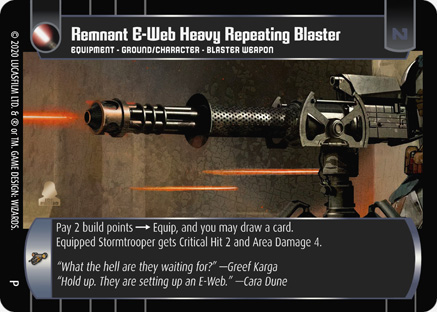 Remnant E-Web Heavy Repeating Blaster
EQUIPMENT - GROUND/CHARACTER - BLASTER WEAPON
2
© 2020 LUCASFILM LTD. & ® or TM. GAME DESIGN: WIZARDS.
Pay 2 build points → Equip, and you may draw a card.
Equipped Stormtrooper gets Critical Hit 2 and Area Damage 4.
"What the hell are they waiting for?" —Greef Karga
"Hold up. They are setting up an E-Web." —Cara Dune
P